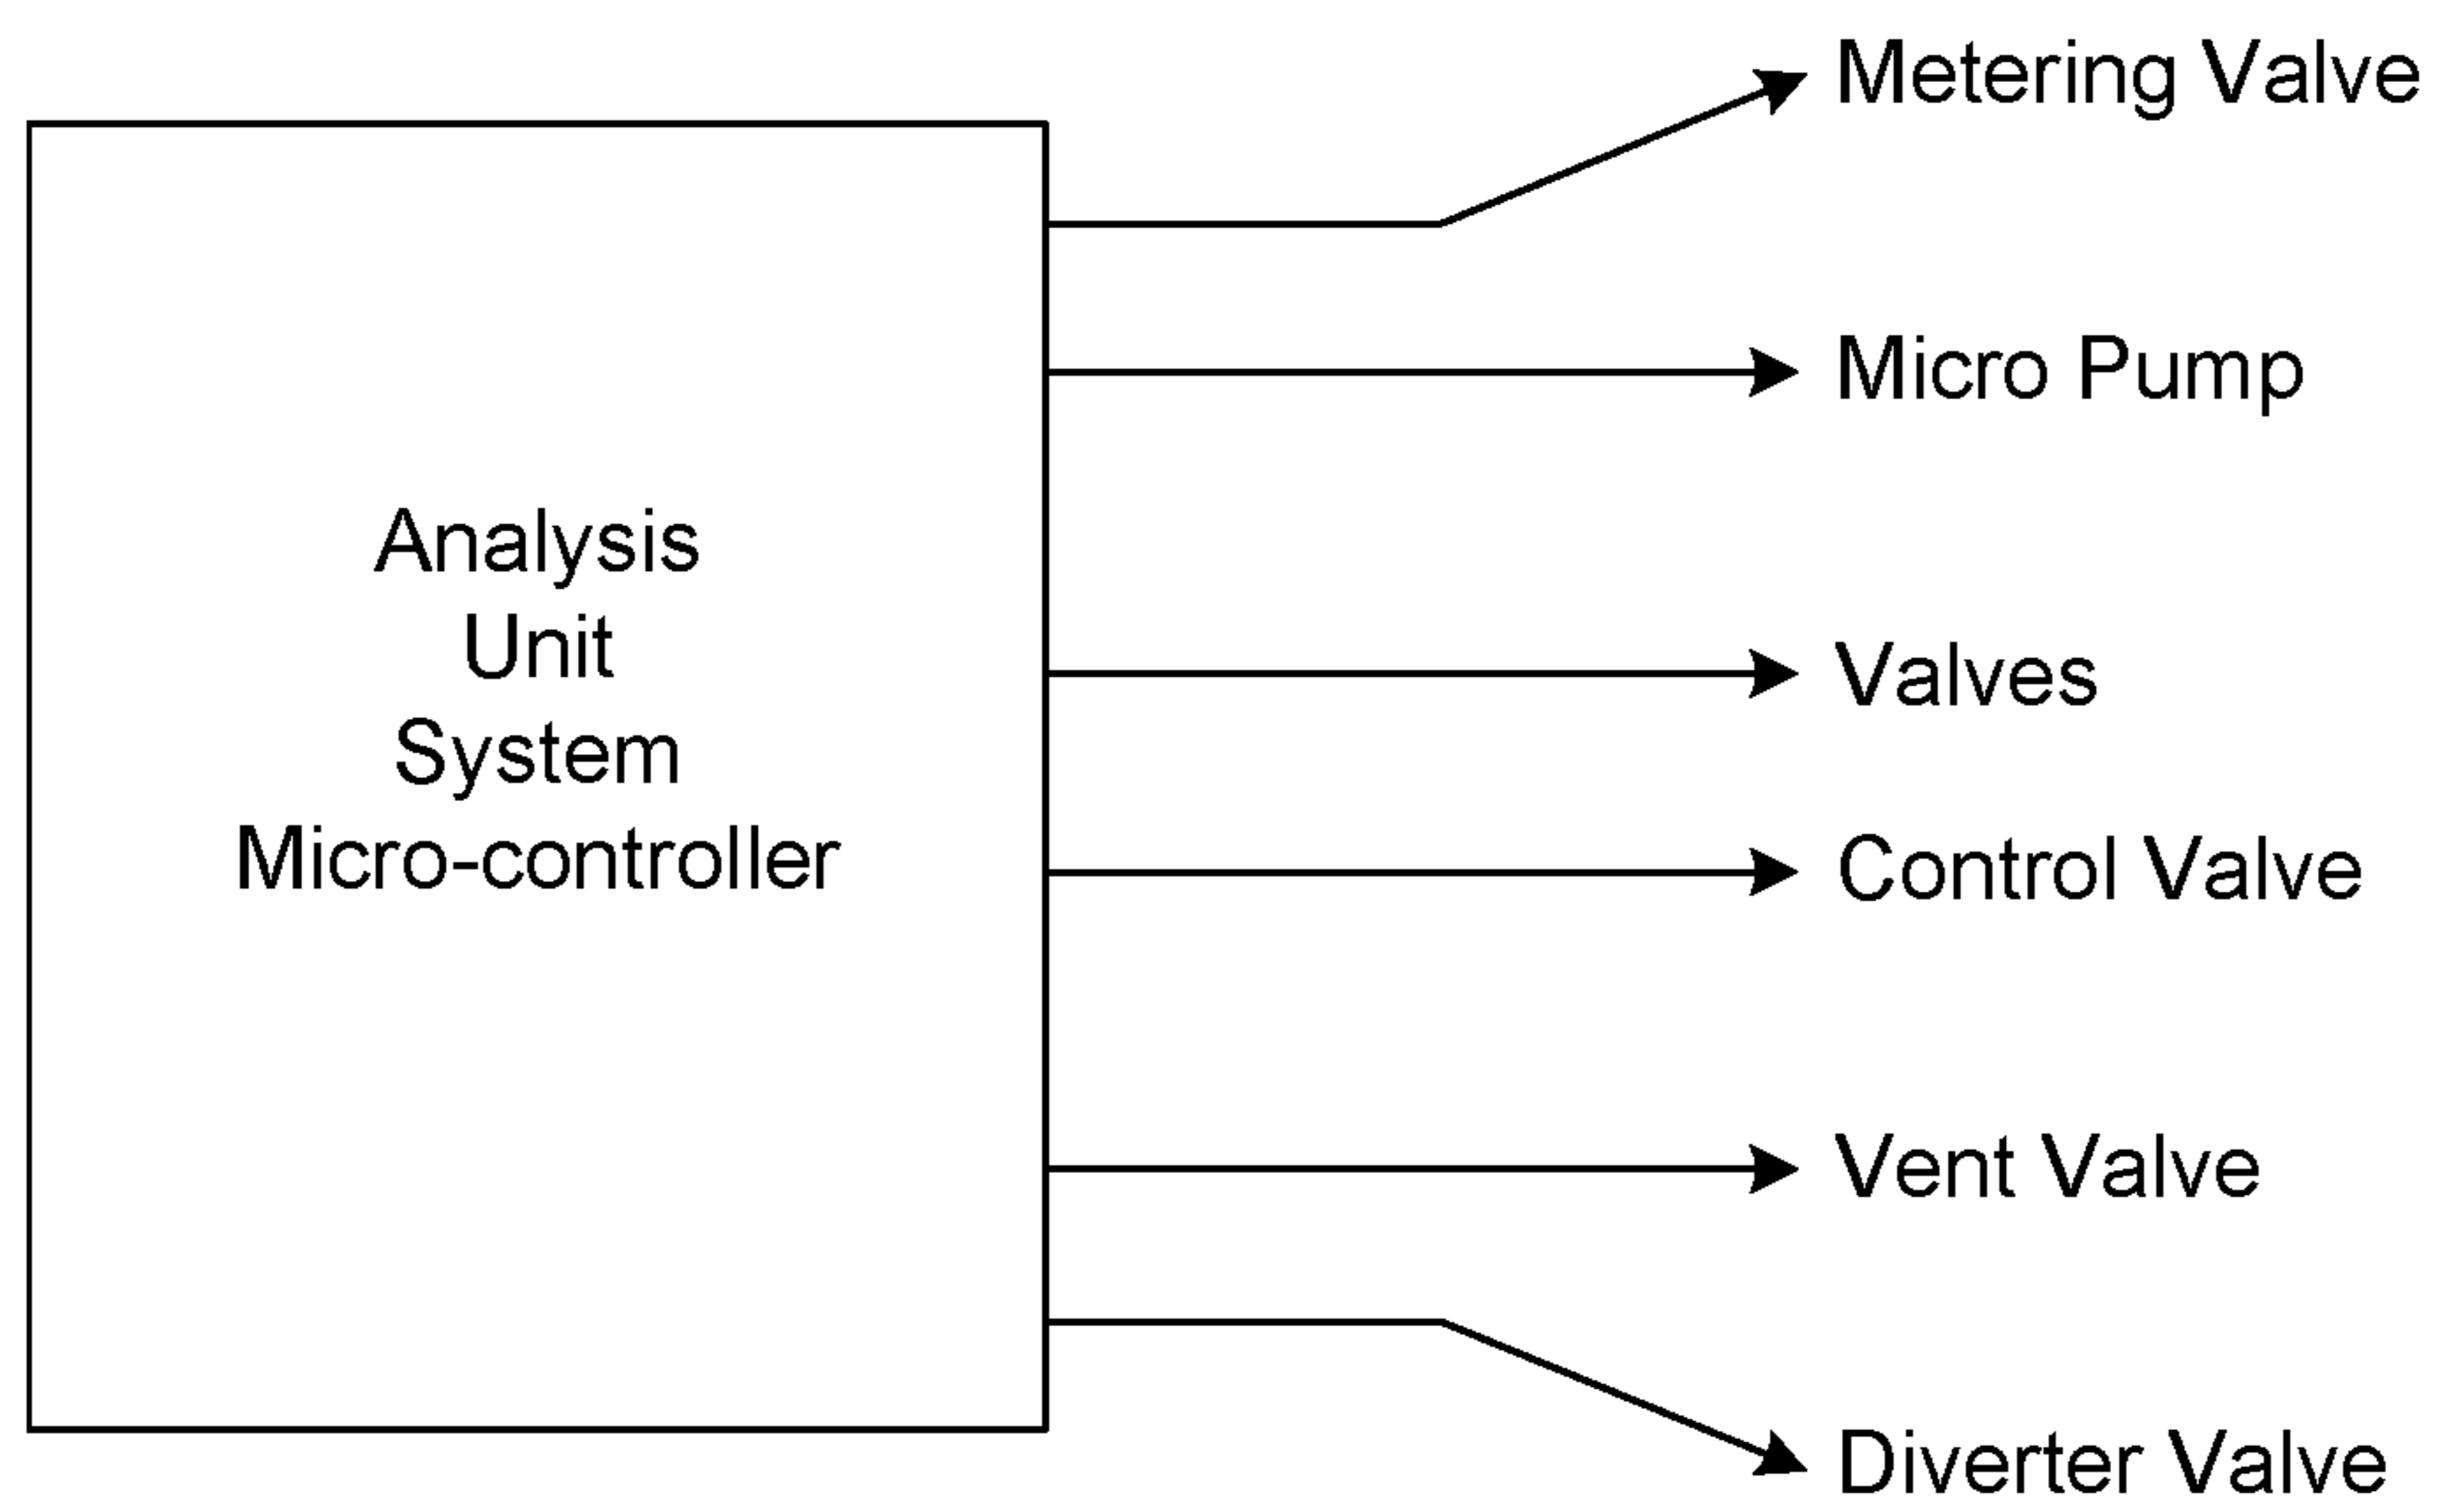 Metering Valve
Micro Pump
Analysis
Unit
System
Micro-controller
Valves
Control Valve
Vent Valve
Diverter Valve